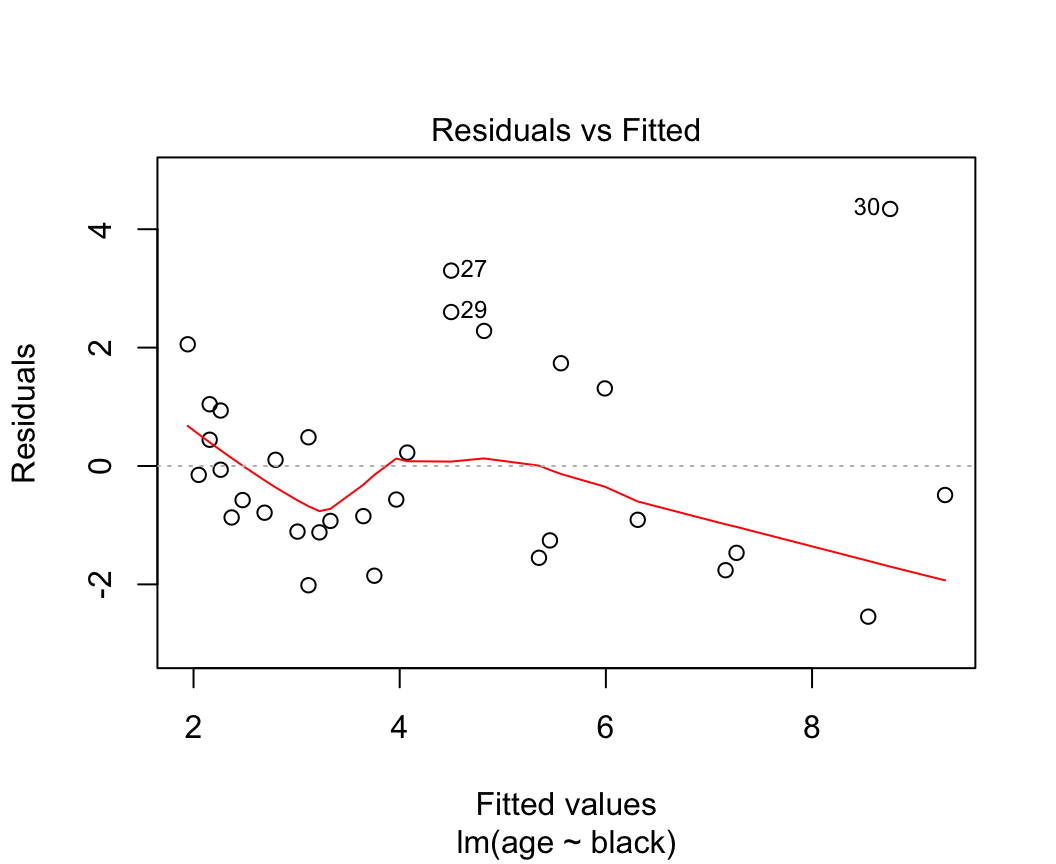 Residuals vs Fitted
Residuals
4
2
0
-2
30
27
29
2 4 6 8
Fitted values
lm(age ~ black)